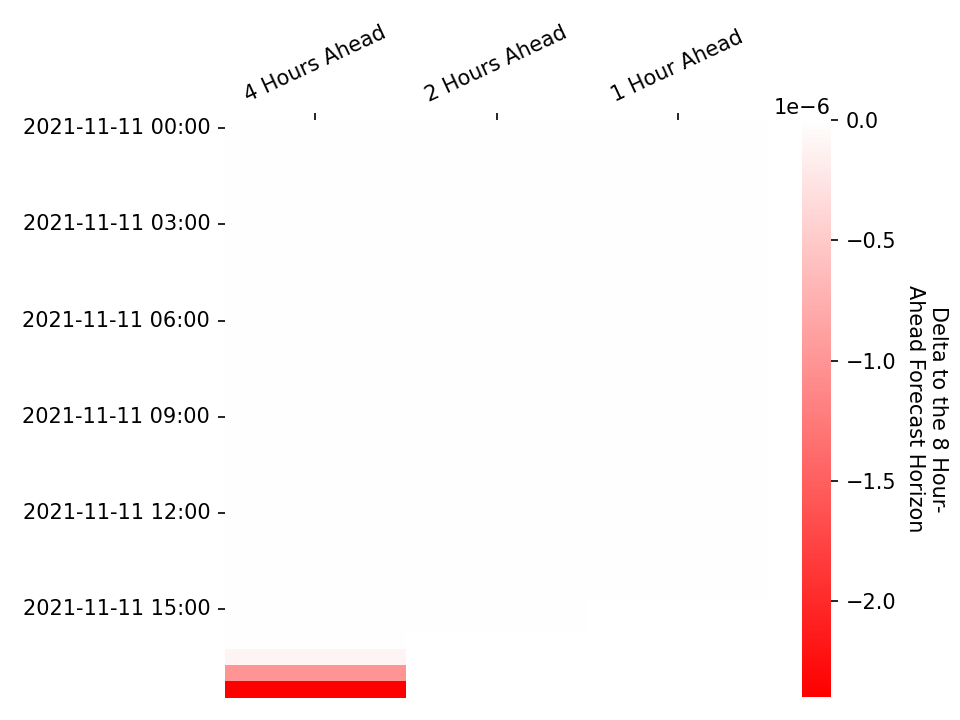 4 Hours Ahead
2 Hours Ahead
1 Hour Ahead
1e−6
2021-11-11 00:00
2021-11-11 03:00
2021-11-11 06:00
2021-11-11 09:00
2021-11-11 12:00
2021-11-11 15:00
0.0
−0.5
−1.0
−1.5
−2.0
Delta to the 8 Hour-
Ahead Forecast Horizon